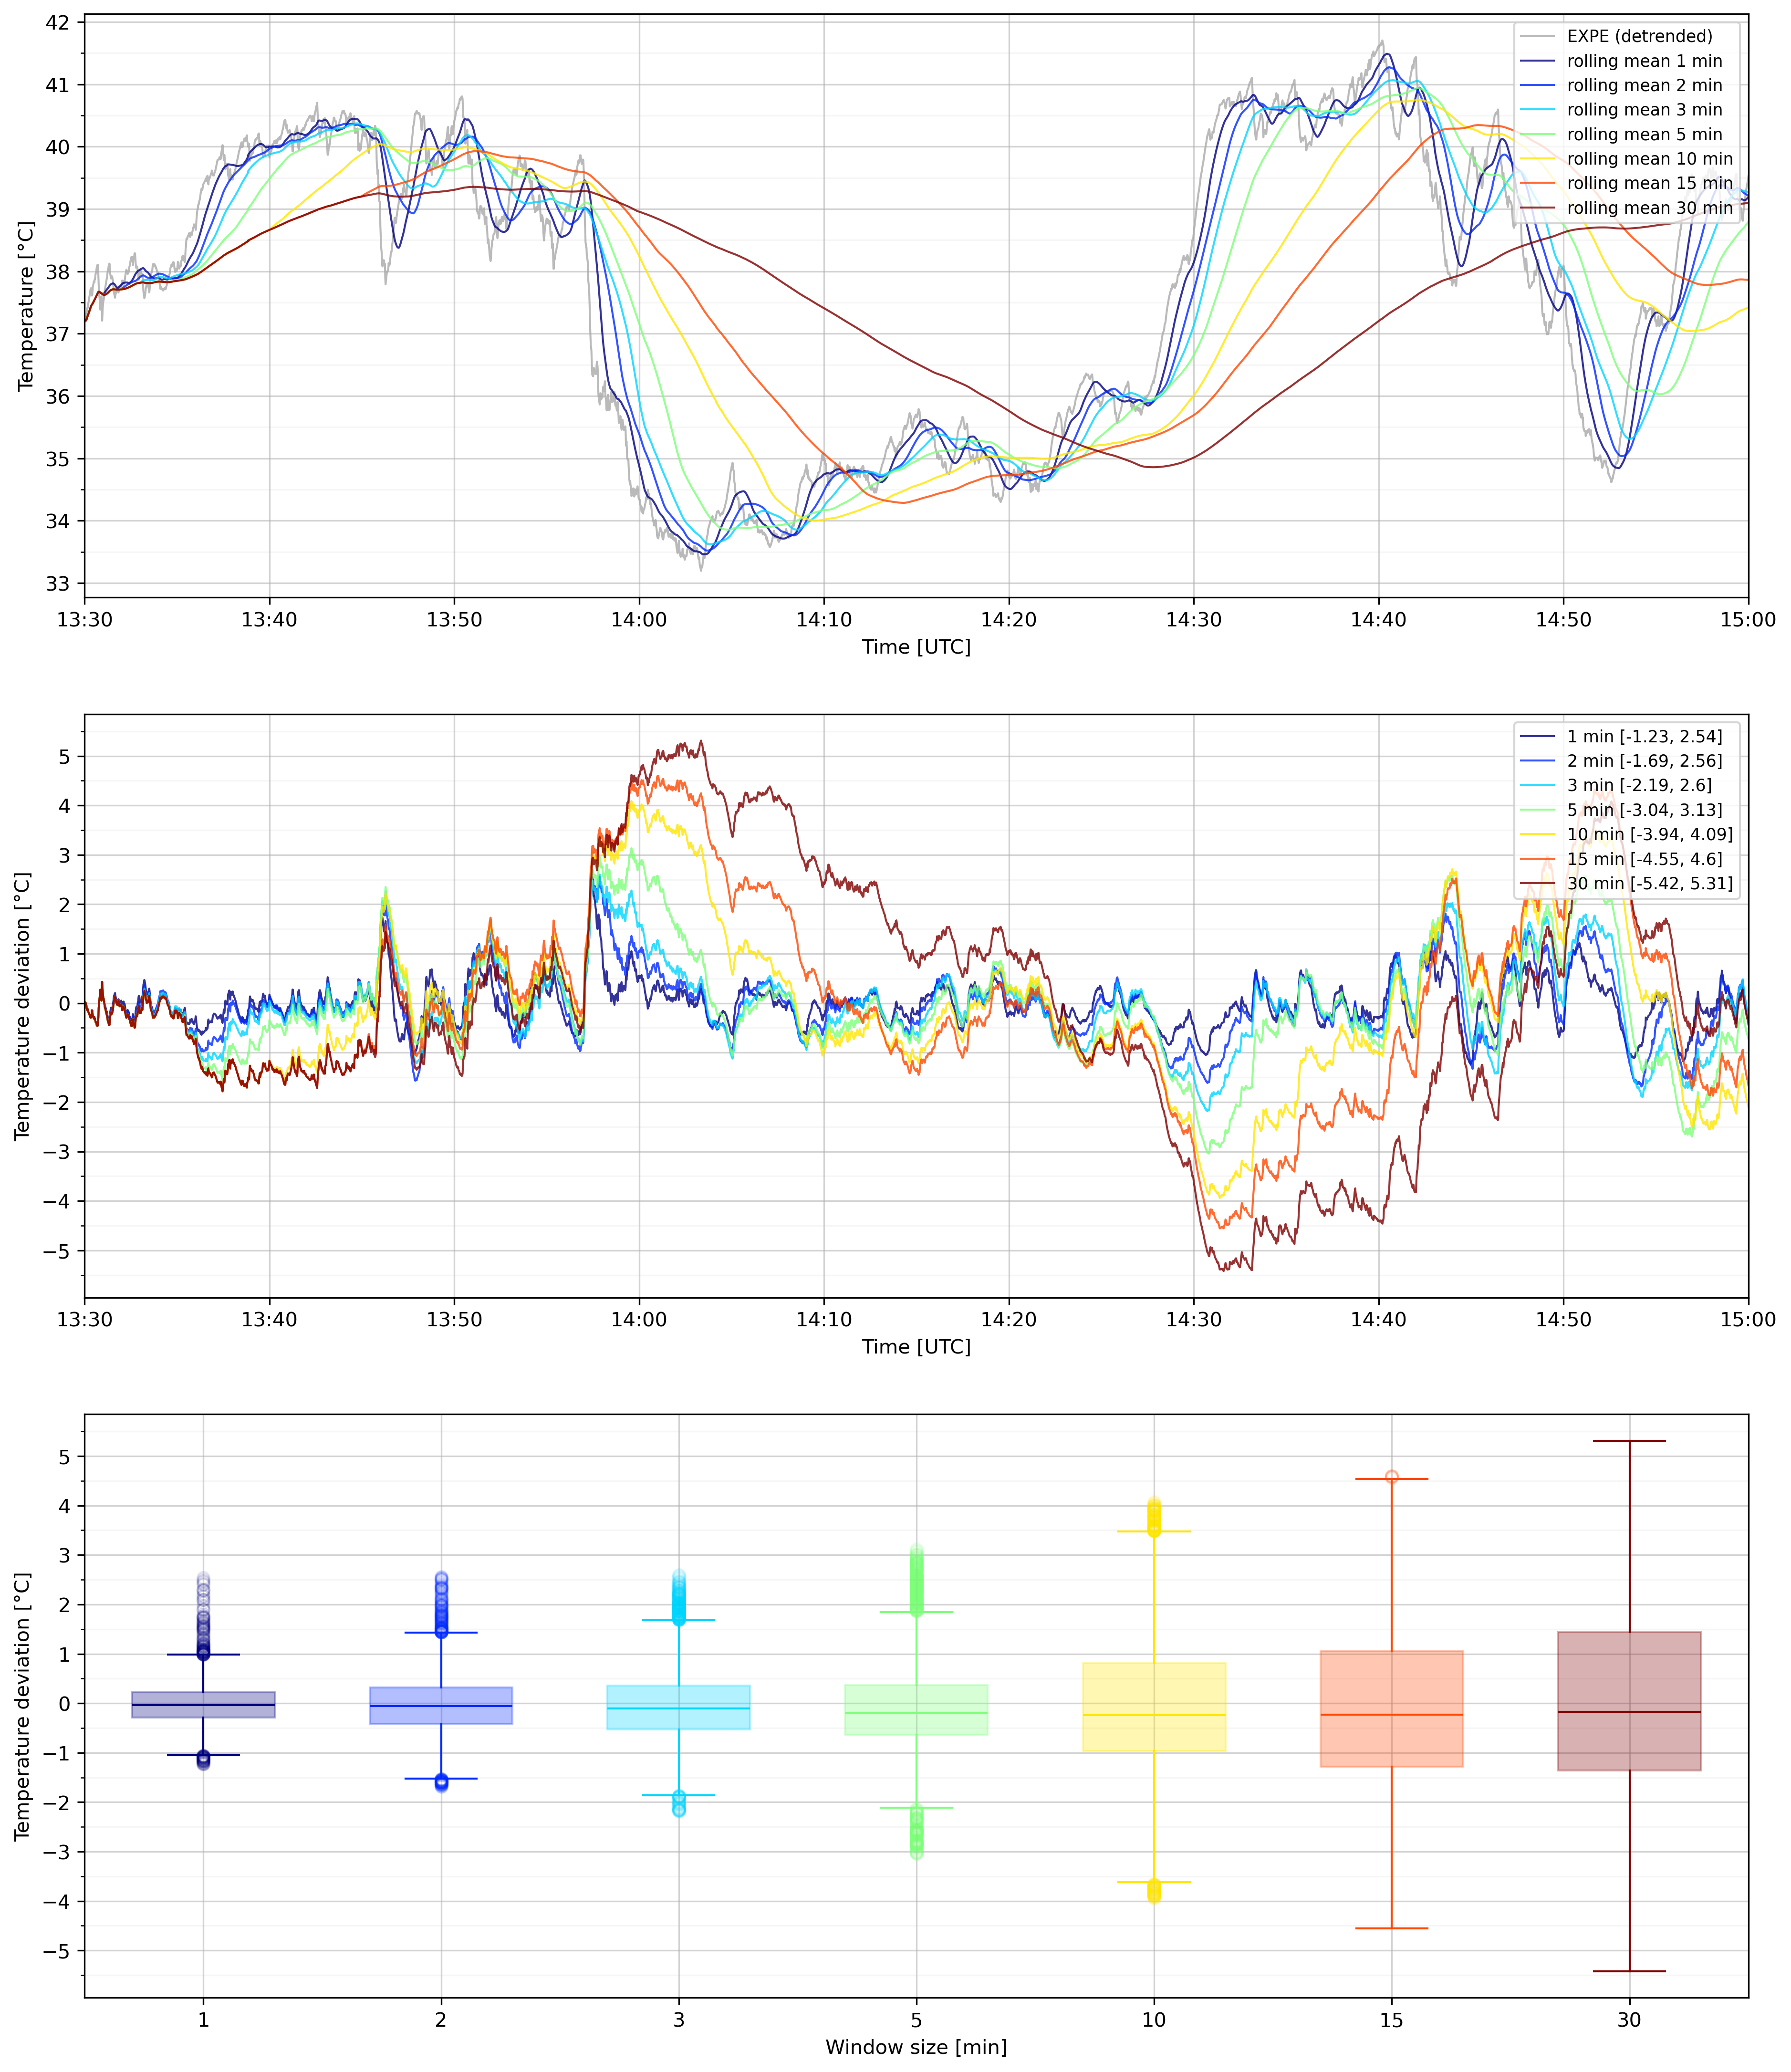 42
41
40
39
38
37
36
35
34
33
Temperature [°C]
EXPE (detrended)
rolling mean 1 min
rolling mean 2 min
rolling mean 3 min
rolling mean 5 min
rolling mean 10 min
rolling mean 15 min
rolling mean 30 min
13:30 13:40 13:50 14:00 14:10 14:20 14:30 14:40 14:50 15:00
Time [UTC]
5
4
3
2
1
0
−1
−2
−3
−4
−5
Temperature deviation [°C]
1 min [-1.23, 2.54]
2 min [-1.69, 2.56]
3 min [-2.19, 2.6]
5 min [-3.04, 3.13]
10 min [-3.94, 4.09]
15 min [-4.55, 4.6]
30 min [-5.42, 5.31]
13:30 13:40 13:50 14:00 14:10 14:20 14:30 14:40 14:50 15:00
Time [UTC]
5
4
3
2
1
0
−1
−2
−3
−4
−5
Temperature deviation [°C]
1 2 3 5 10 15 30
Window size [min]